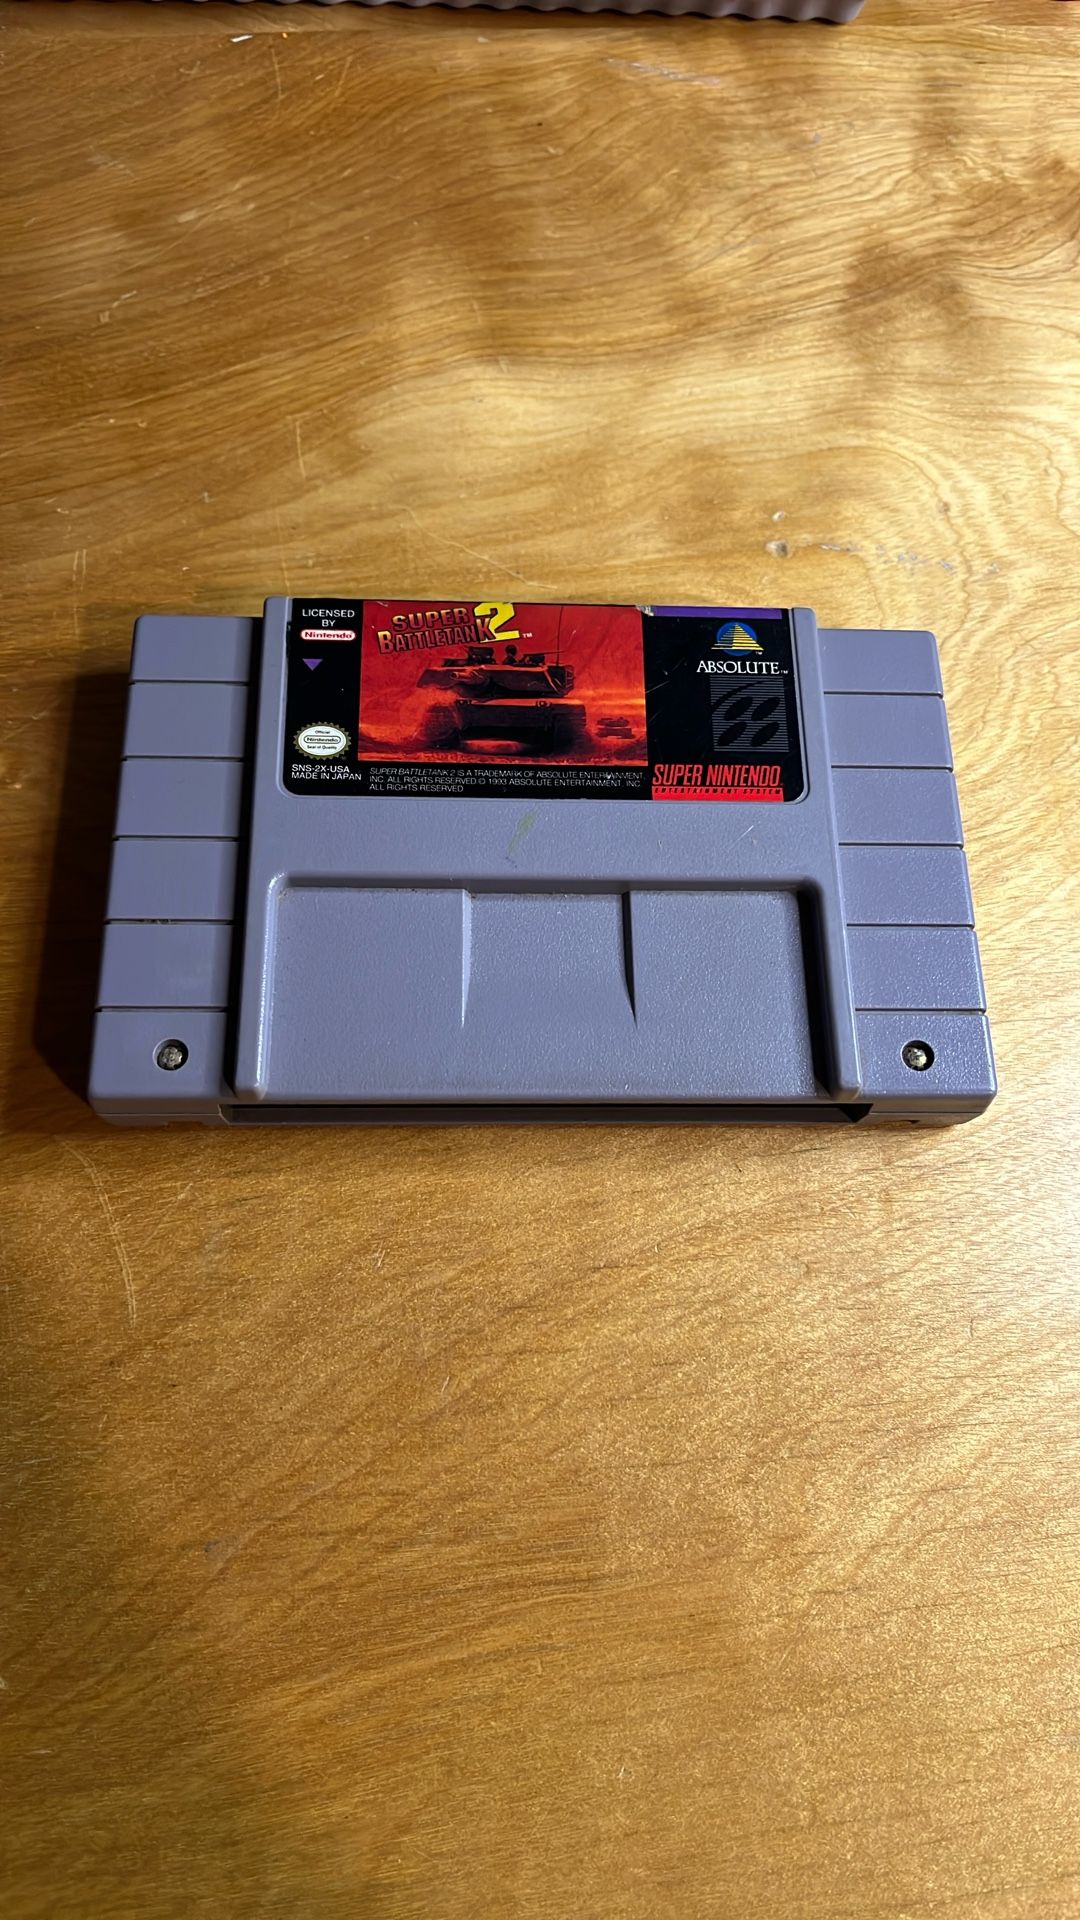 LICENSED
BY
Nintendo
SUPER
BATTLETANK 2 ™
ABSOLUTE™
Official
Nintendo
Seal of Quality
SNS-2X-USA
MADE IN JAPAN
SUPER BATTLETANK 2 IS A TRADEMARK OF ABSOLUTE ENTERTAINMENT,
INC. ALL RIGHTS RESERVED © 1993 ABSOLUTE ENTERTAINMENT, INC.
ALL RIGHTS RESERVED
SUPER NINTENDO
ENTERTAINMENT SYSTEM